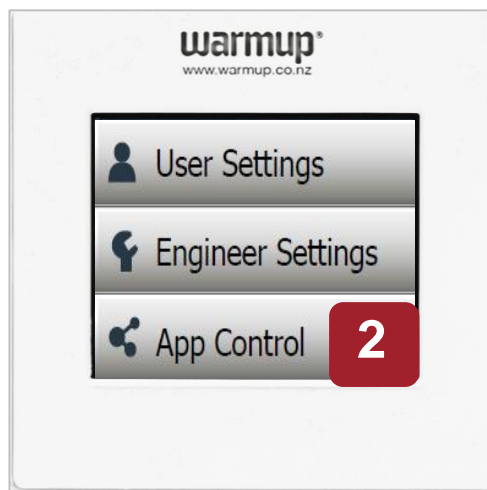 warmup®
www.warmup.co.nz
User Settings
Engineer Settings
App Control
2